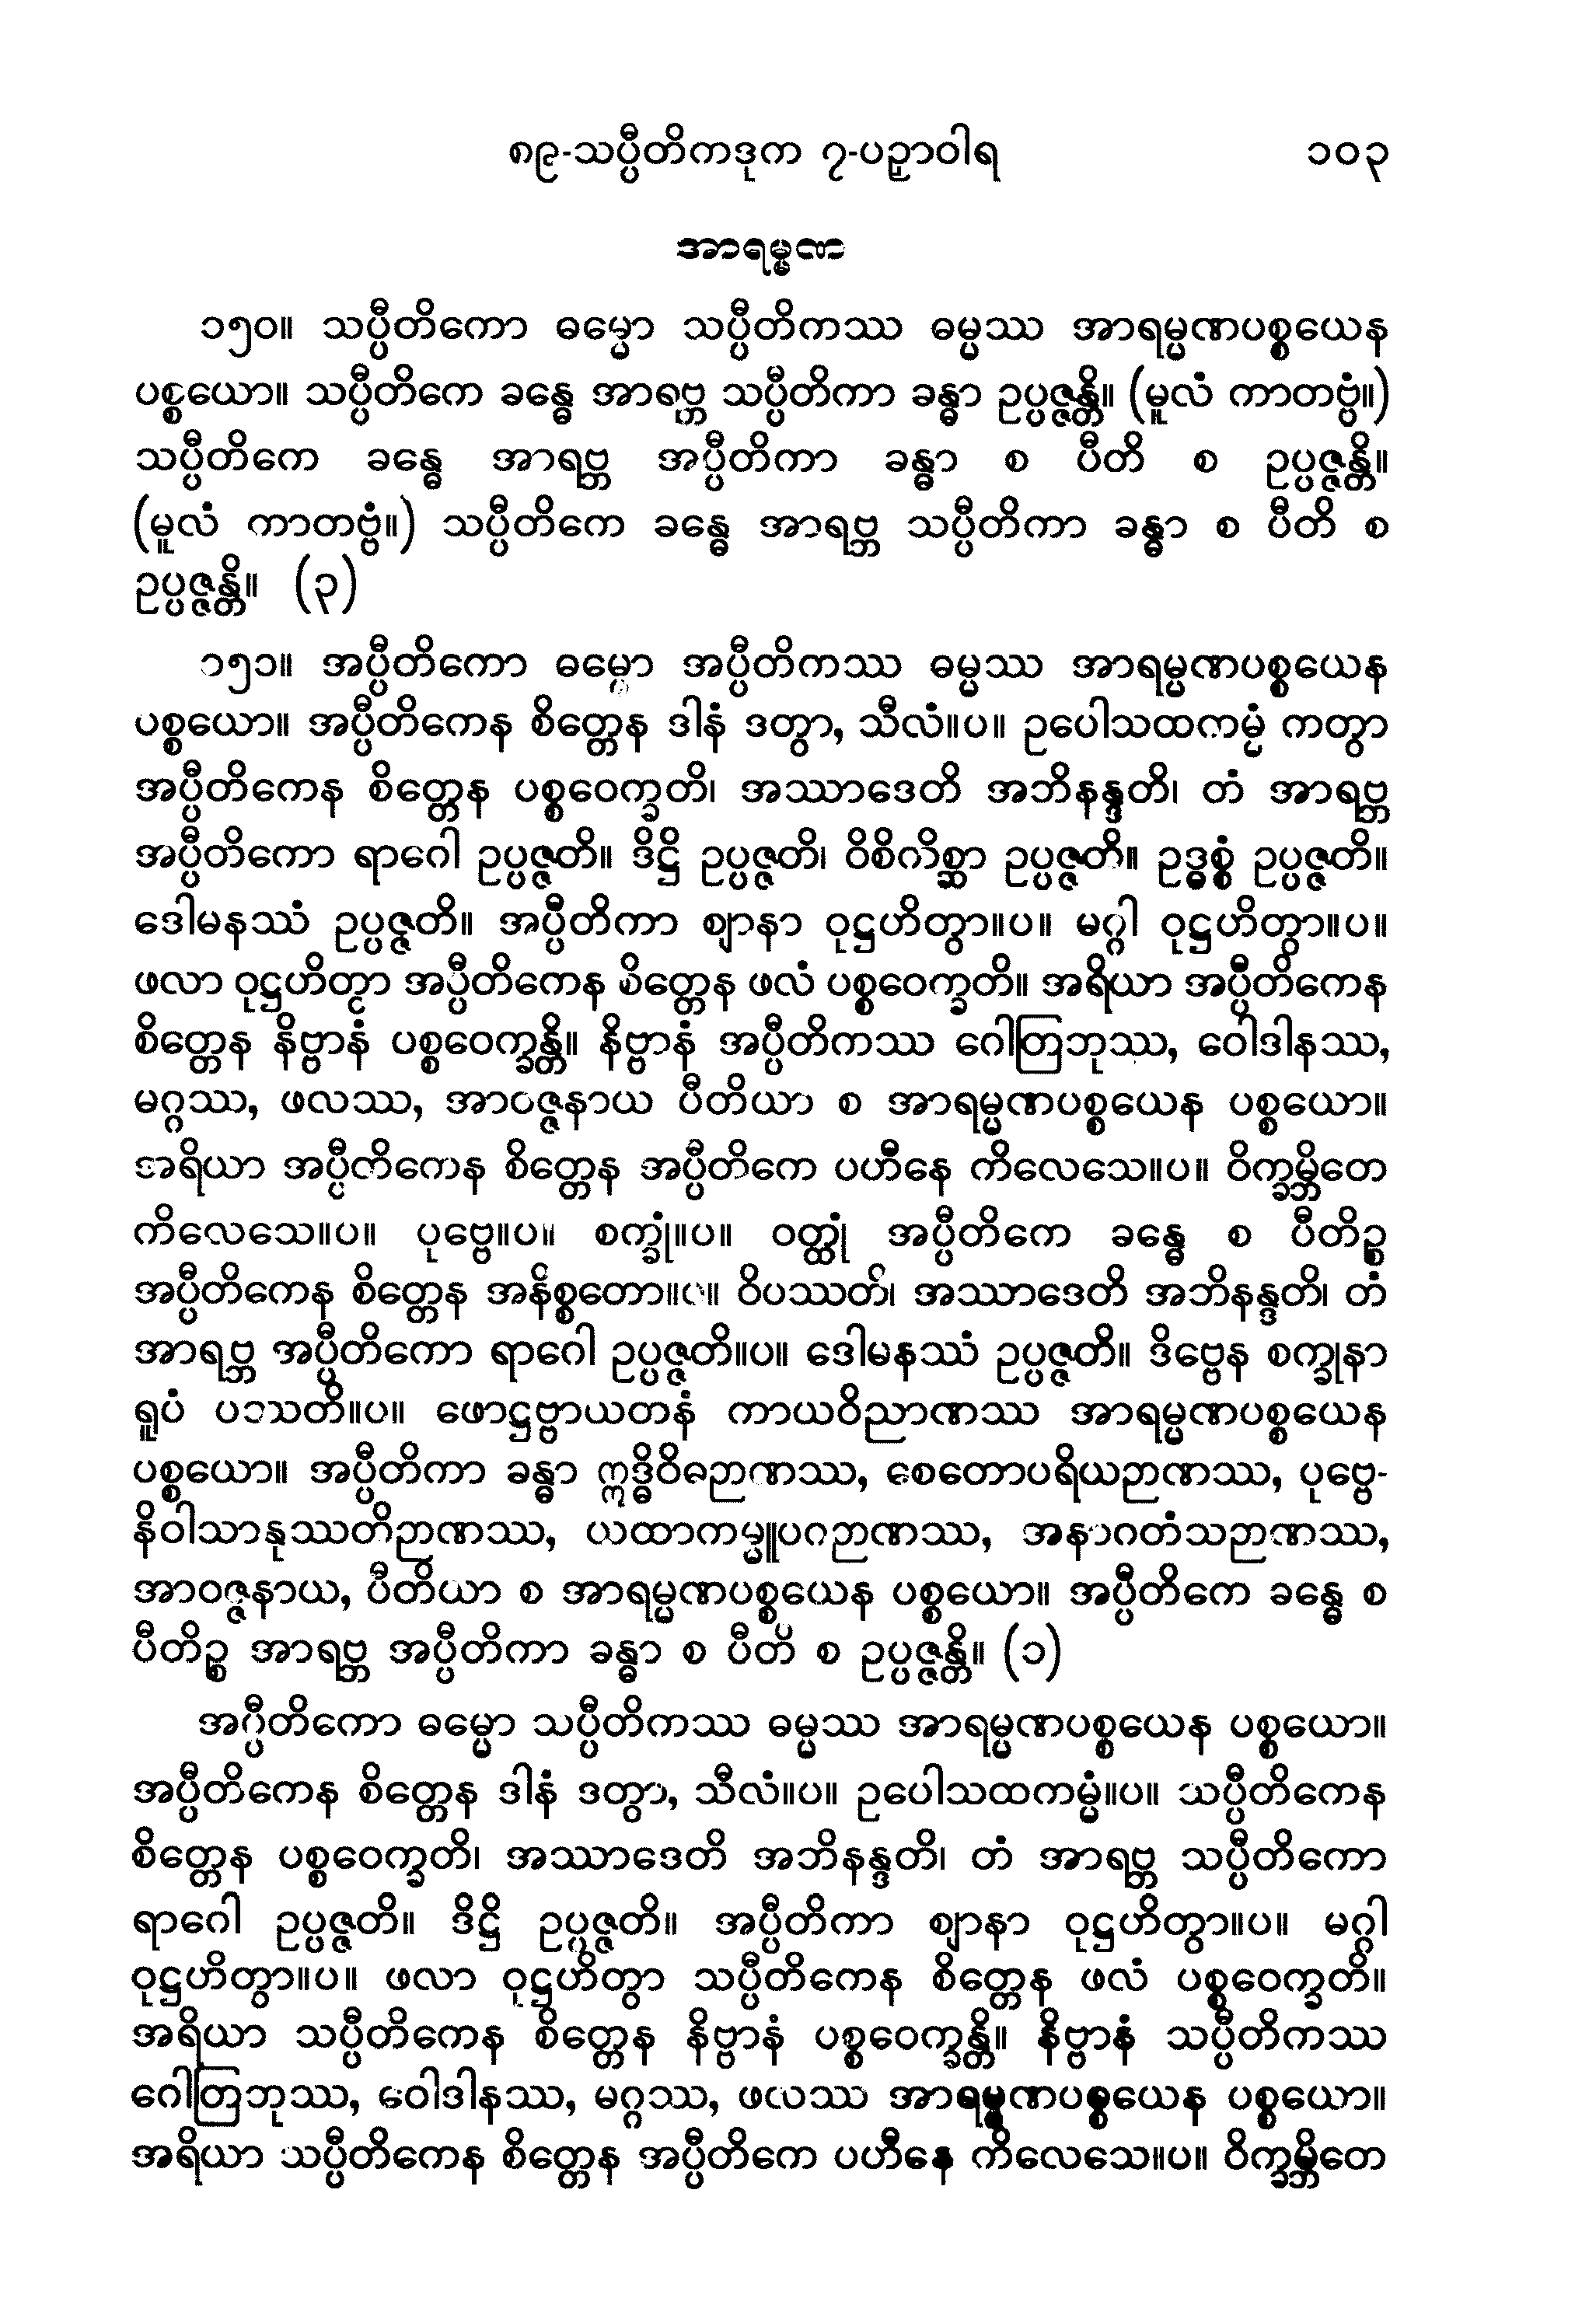 ၈၉-သပ္ပီတိကဒုက ၇-ပဉှာဝါရ ၁၀၃
အာရမ္မဏ
၁၅၀။ သပ္ပီတိကော ဓမ္မော သပ္ပီတိကဿ ဓမ္မဿ အာရမ္မဏပစ္စယေန
ပစ္စယော။ သပ္ပီတိကေ ခန္ဓေ အာရဗ္ဘ သပ္ပီတိကာ ခန္ဓာ ဥပ္ပဇ္ဇန္တိ။ (မူလံ ကာတဗ္ဗံ။)
သပ္ပီတိကေ ခန္ဓေ အာရဗ္ဘ အပ္ပီတိကာ ခန္ဓာ စ ပီတိ စ ဥပ္ပဇ္ဇန္တိ။
(မူလံ ကာတဗ္ဗံ။) သပ္ပီတိကေ ခန္ဓေ အာရဗ္ဘ သပ္ပီတိကာ ခန္ဓာ စ ပီတိ စ
ဥပ္ပဇ္ဇန္တိ။ (၃)
၁၅၁။ အပ္ပီတိကော ဓမ္မော အပ္ပီတိကဿ ဓမ္မဿ အာရမ္မဏပစ္စယေန
ပစ္စယော။ အပ္ပီတိကေန စိတ္တေန ဒါနံ ဒတွာ, သီလံ။ပ။ ဥပေါသထကမ္မံ ကတွာ
အပ္ပီတိကေန စိတ္တေန ပစ္စဝေက္ခတိ၊ အဿာဒေတိ အဘိနန္ဒတိ၊ တံ အာရဗ္ဘ
အပ္ပီတိကော ရာဂေါ ဥပ္ပဇ္ဇတိ။ ဒိဋ္ဌိ ဥပ္ပဇ္ဇတိ၊ ဝိစိကိစ္ဆာ ဥပ္ပဇ္ဇတိ။ ဥဒ္ဓစ္စံ ဥပ္ပဇ္ဇတိ။
ဒေါမနဿံ ဥပ္ပဇ္ဇတိ။ အပ္ပီတိကာ ဈာနာ ဝုဋ္ဌဟိတွာ။ပ။ မဂ္ဂါ ဝုဋ္ဌဟိတွာ။ပ။
ဖလာ ဝုဋ္ဌဟိတွာ အပ္ပီတိကေန စိတ္တေန ဖလံ ပစ္စဝေက္ခတိ။ အရိယာ အပ္ပီတိကေန
စိတ္တေန နိဗ္ဗာနံ ပစ္စဝေက္ခန္တိ။ နိဗ္ဗာနံ အပ္ပီတိကဿ ဂေါတြဘုဿ, ဝေါဒါနဿ,
မဂ္ဂဿ, ဖလဿ, အာဝဇ္ဇနာယ ပီတိယာ စ အာရမ္မဏပစ္စယေန ပစ္စယော။
အရိယာ အပ္ပီတိကေန စိတ္တေန အပ္ပီတိကေ ပဟီနေ ကိလေသေ။ပ။ ဝိက္ခမ္ဘိတေ
ကိလေသေ။ပ။ ပုဗ္ဗေ။ပ။ စက္ခုံ။ပ။ ဝတ္ထုံ အပ္ပီတိကေ ခန္ဓေ စ ပီတိဉ္စ
အပ္ပီတိကေန စိတ္တေန အနိစ္စတော။ပ။ ဝိပဿတိ၊ အဿာဒေတိ အဘိနန္ဒတိ၊ တံ
အာရဗ္ဘ အပ္ပီတိကော ရာဂေါ ဥပ္ပဇ္ဇတိ။ပ။ ဒေါမနဿံ ဥပ္ပဇ္ဇတိ။ ဒိဗ္ဗေန စက္ခုနာ
ရူပံ ပဿတိ။ပ။ ဖောဋ္ဌဗ္ဗာယတနံ ကာယဝိညာဏဿ အာရမ္မဏပစ္စယေန
ပစ္စယော။ အပ္ပီတိကာ ခန္ဓာ ဣဒ္ဓိဝိဓဉာဏဿ, စေတောပရိယဉာဏဿ, ပုဗ္ဗေ-
နိဝါသာနုဿတိဉာဏဿ, ယထာကမ္မူပဂဉာဏဿ, အနာဂတံသဉာဏဿ,
အာဝဇ္ဇနာယ, ပီတိယာ စ အာရမ္မဏပစ္စယေန ပစ္စယော။ အပ္ပီတိကေ ခန္ဓေ စ
ပီတိဉ္စ အာရဗ္ဘ အပ္ပီတိကာ ခန္ဓာ စ ပီတိ စ ဥပ္ပဇ္ဇန္တိ။ (၁)
အပ္ပီတိကော ဓမ္မော သပ္ပီတိကဿ ဓမ္မဿ အာရမ္မဏပစ္စယေန ပစ္စယော။
အပ္ပီတိကေန စိတ္တေန ဒါနံ ဒတွာ, သီလံ။ပ။ ဥပေါသထကမ္မံ။ပ။ သပ္ပီတိကေန
စိတ္တေန ပစ္စဝေက္ခတိ၊ အဿာဒေတိ အဘိနန္ဒတိ၊ တံ အာရဗ္ဘ သပ္ပီတိကော
ရာဂေါ ဥပ္ပဇ္ဇတိ။ ဒိဋ္ဌိ ဥပ္ပဇ္ဇတိ။ အပ္ပီတိကာ ဈာနာ ဝုဋ္ဌဟိတွာ။ပ။ မဂ္ဂါ
ဝုဋ္ဌဟိတွာ။ပ။ ဖလာ ဝုဋ္ဌဟိတွာ သပ္ပီတိကေန စိတ္တေန ဖလံ ပစ္စဝေက္ခတိ။
အရိယာ သပ္ပီတိကေန စိတ္တေန နိဗ္ဗာနံ ပစ္စဝေက္ခန္တိ။ နိဗ္ဗာနံ သပ္ပီတိကဿ
ဂေါတြဘုဿ, ဝေါဒါနဿ, မဂ္ဂဿ, ဖလဿ အာရမ္မဏပစ္စယေန ပစ္စယော။
အရိယာ သပ္ပီတိကေန စိတ္တေန အပ္ပီတိကေ ပဟီနေ ကိလေသေ။ပ။ ဝိက္ခမ္ဘိတေ